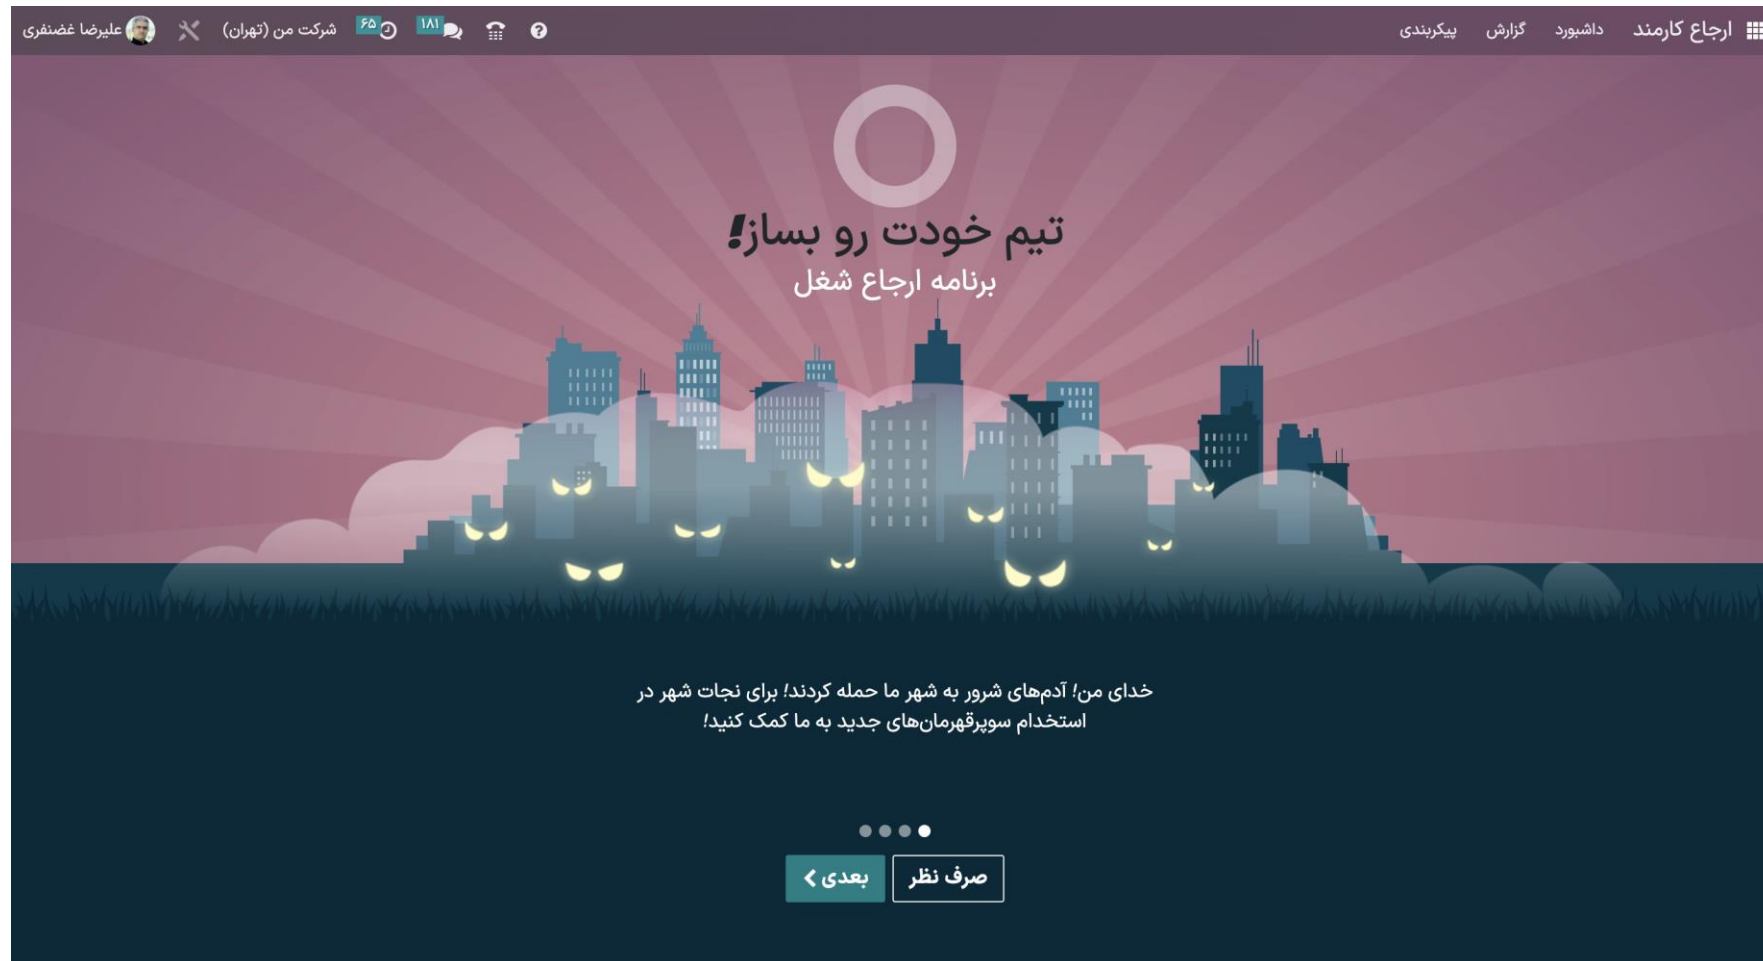 ارجاع کارمند داشبورد گزارش پیکربندی
۱۸۱ ۶۵ شرکت من (تهران) علیرضا غضنفری
تیم خودت رو بساز!
برنامه ارجاع شغل
خدای من! آدم‌های شرور به شهر ما حمله کردند! برای نجات شهر در
استخدام سوپرقهرمان‌های جدید به ما کمک کنید!
صرف نظر
بعدی